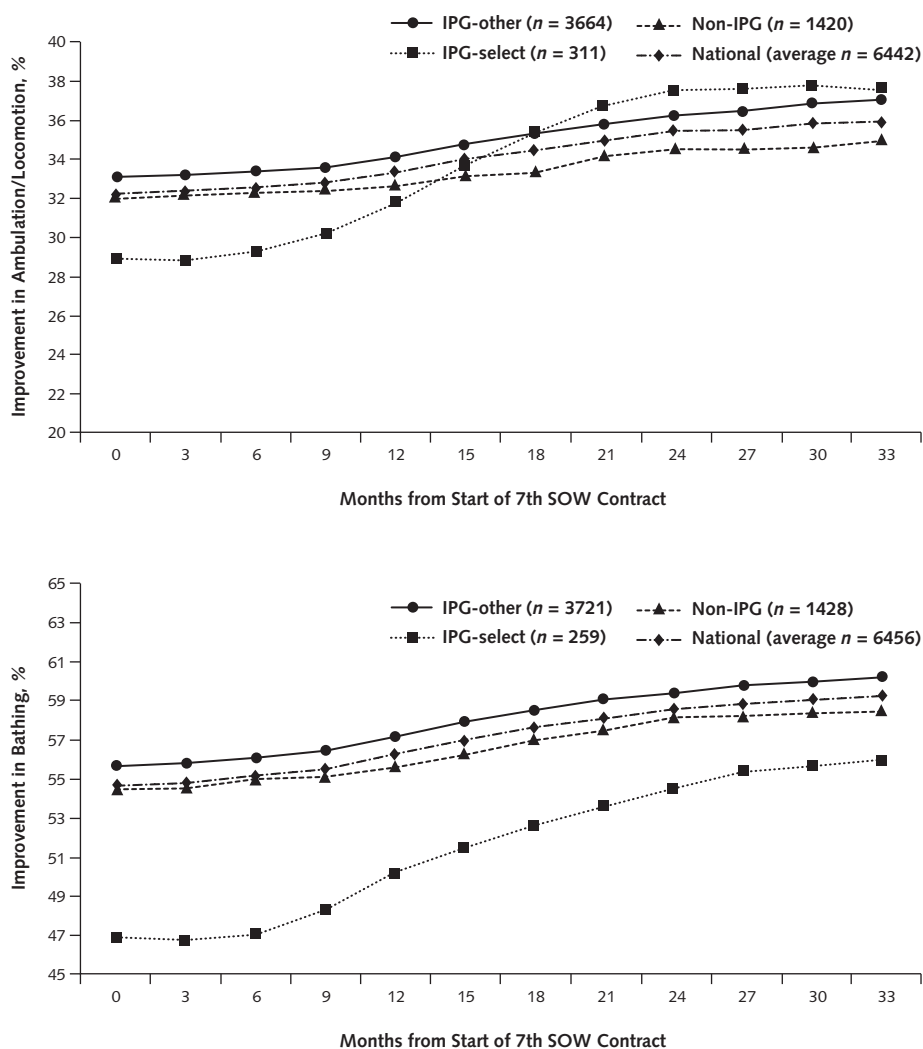 IPG-other (n = 3664) Non-IPG (n = 1420)
IPG-select (n = 311) National (average n = 6442)
Improvement in Ambulation/Locomotion, %
40
38
36
34
32
30
28
26
24
22
20
0 3 6 9 12 15 18 21 24 27 30 33
Months from Start of 7th SOW Contract
IPG-other (n = 3721) Non-IPG (n = 1428)
IPG-select (n = 259) National (average n = 6456)
Improvement in Bathing, %
65
63
61
59
57
55
53
51
49
47
45
0 3 6 9 12 15 18 21 24 27 30 33
Months from Start of 7th SOW Contract